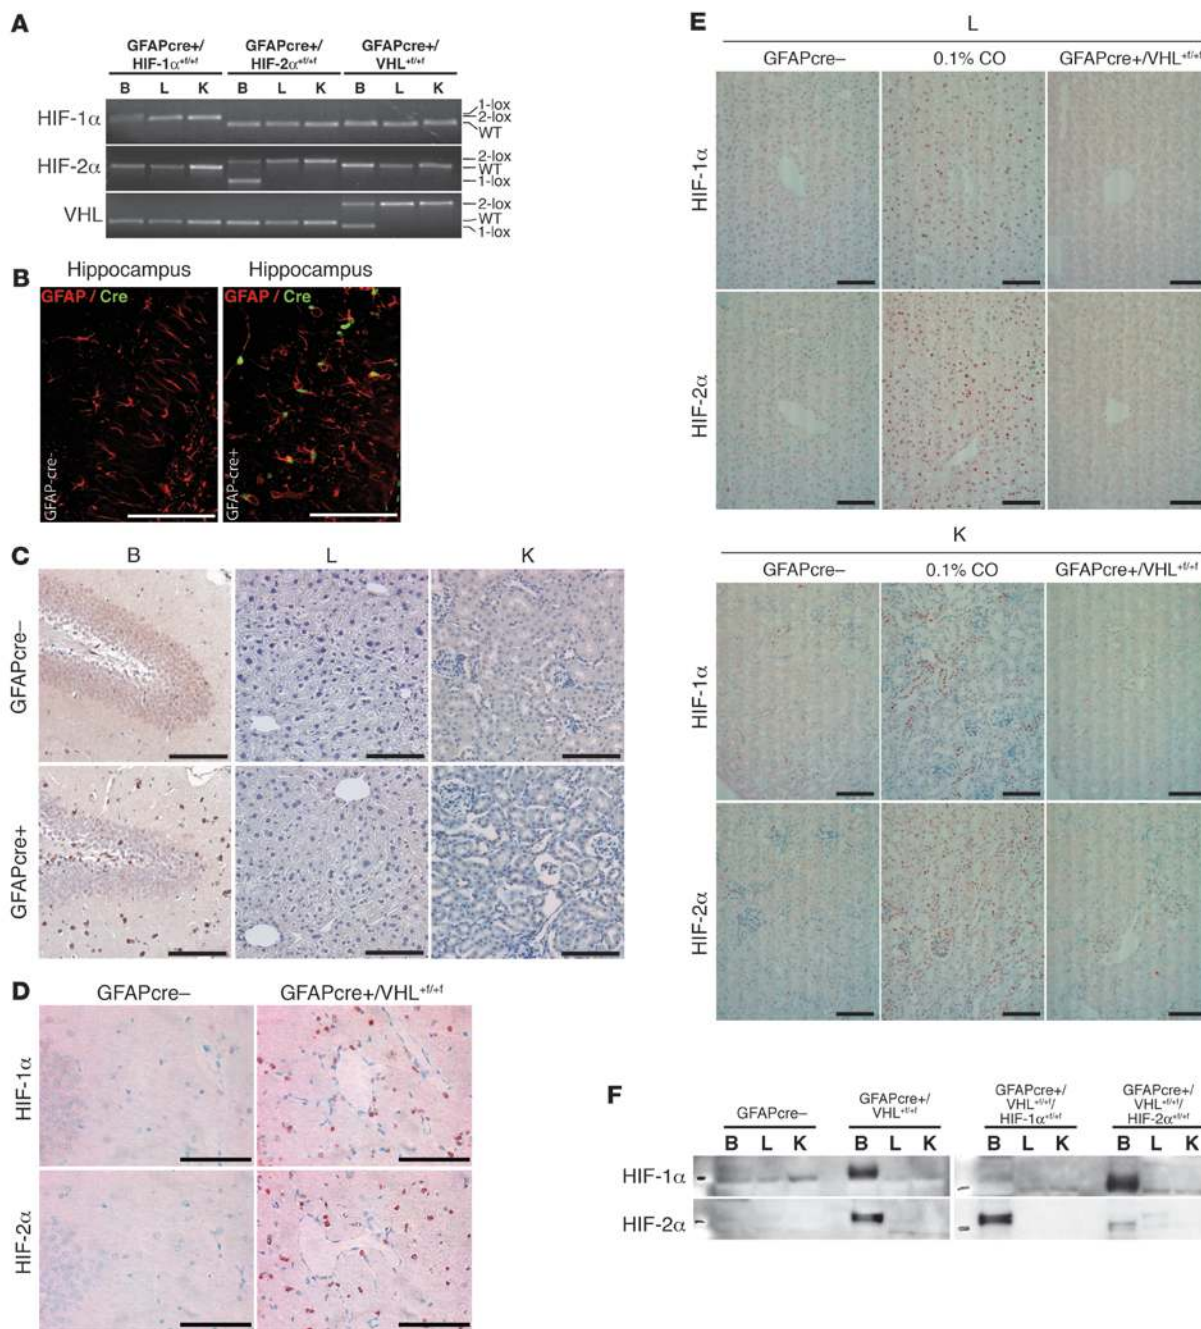 A
GFAPcre+/ GFAPcre+/ GFAPcre+/
HIF-1α+f/+f HIF-2α+f/+f VHL+f/+f
B L K B L K B L K
HIF-1α
1-lox
2-lox
WT
HIF-2α
2-lox
WT
1-lox
VHL
2-lox
WT
1-lox
B
Hippocampus Hippocampus
GFAP / Cre GFAP / Cre
GFAP-cre- GFAP-cre+
C
B L K
GFAPcre–
GFAPcre+
D
GFAPcre– GFAPcre+/VHL+f/+f
HIF-1α
HIF-2α
E
L
GFAPcre– 0.1% CO GFAPcre+/VHL+f/+f
HIF-1α
HIF-2α
K
GFAPcre– 0.1% CO GFAPcre+/VHL+f/+f
HIF-1α
HIF-2α
F
GFAPcre–
GFAPcre+/
VHL+f/+f
GFAPcre+/
VHL+f/+f/
HIF-1α+f/+f
GFAPcre+/
VHL+f/+f/
HIF-2α+f/+f
B L K B L K B L K B L K
HIF-1α
HIF-2α